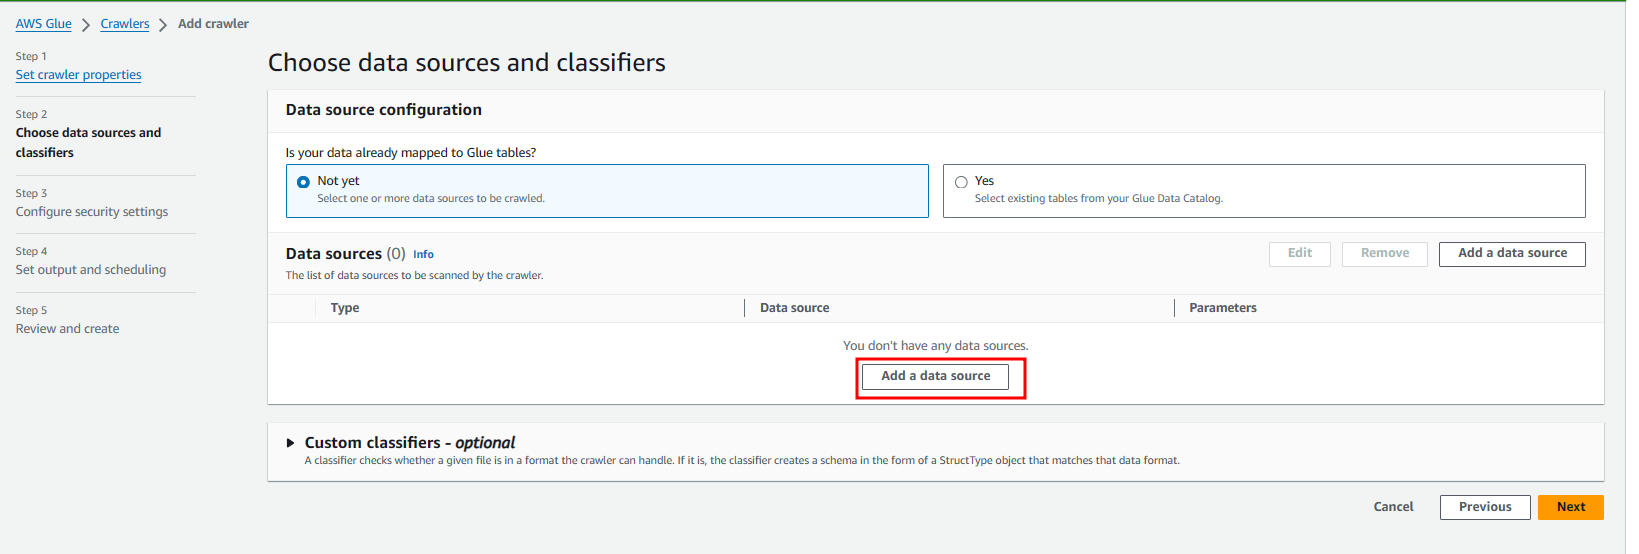 AWS Glue > Crawlers > Add crawler
Step 1
Set crawler properties
Step 2
Choose data sources and
classifiers
Step 3
Configure security settings
Step 4
Set output and scheduling
Step 5
Review and create
Choose data sources and classifiers
Data source configuration
Is your data already mapped to Glue tables?
Not yet
Select one or more data sources to be crawled.
Yes
Select existing tables from your Glue Data Catalog.
Data sources (0) Info
The list of data sources to be scanned by the crawler.
Edit
Remove
Add a data source
Type
Data source
Parameters
You don't have any data sources.
Add a data source
Custom classifiers - optional
A classifier checks whether a given file is in a format the crawler can handle. If it is, the classifier creates a schema in the form of a StructType object that matches that data format.
Cancel
Previous
Next